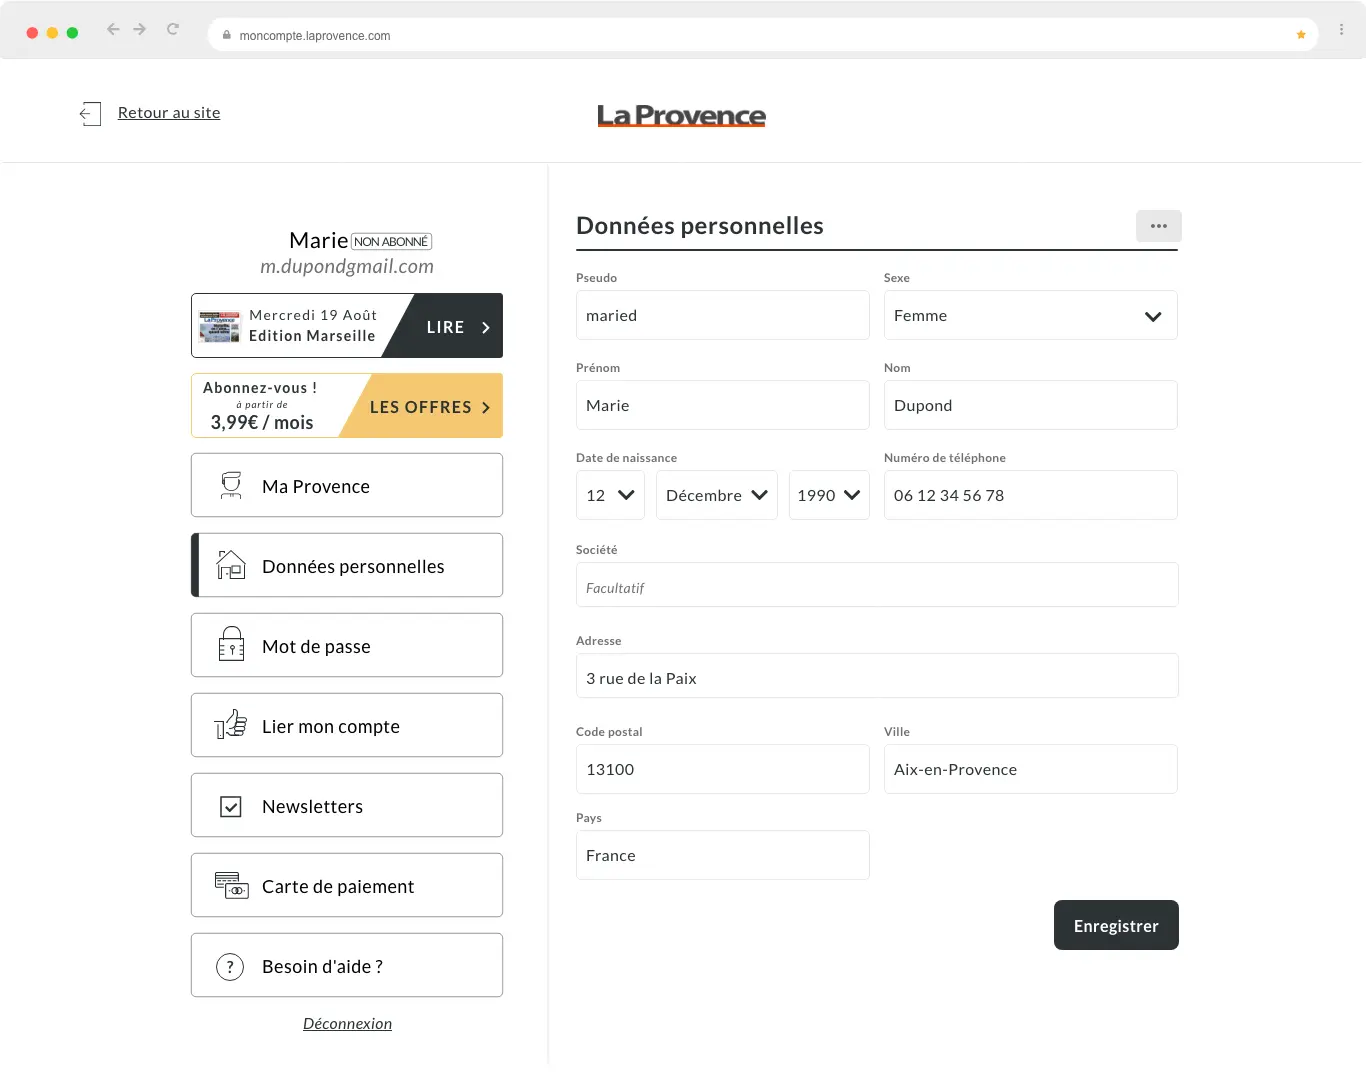 moncompte.laprovence.com
Retour au site
La Provence
Marie NON ABONNÉ
m.dupondgmail.com
Mercredi 19 Août
Edition Marseille
LIRE
Abonnez-vous !
à partir de
3,99€ / mois
LES OFFRES
Ma Provence
Données personnelles
Mot de passe
Lier mon compte
Newsletters
Carte de paiement
? Besoin d'aide ?
Déconnexion
Données personnelles
Pseudo
maried
Sexe
Femme
Prénom
Marie
Nom
Dupond
Date de naissance
12 Décembre 1990
Numéro de téléphone
06 12 34 56 78
Société
Facultatif
Adresse
3 rue de la Paix
Code postal
13100
Ville
Aix-en-Provence
Pays
France
Enregistrer